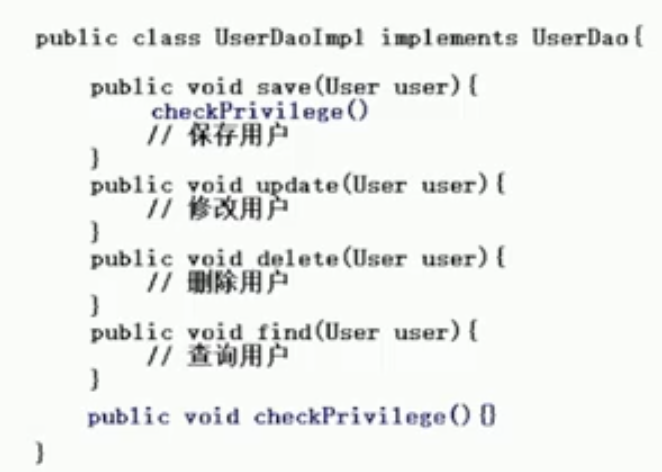 public class UserDaoImpl implements UserDao{
public void save(User user){
checkPrivilege()
// 保存用户
}
public void update(User user){
// 修改用户
}
public void delete(User user){
// 删除用户
}
public void find(User user){
// 查询用户
}
public void checkPrivilege(){}
}